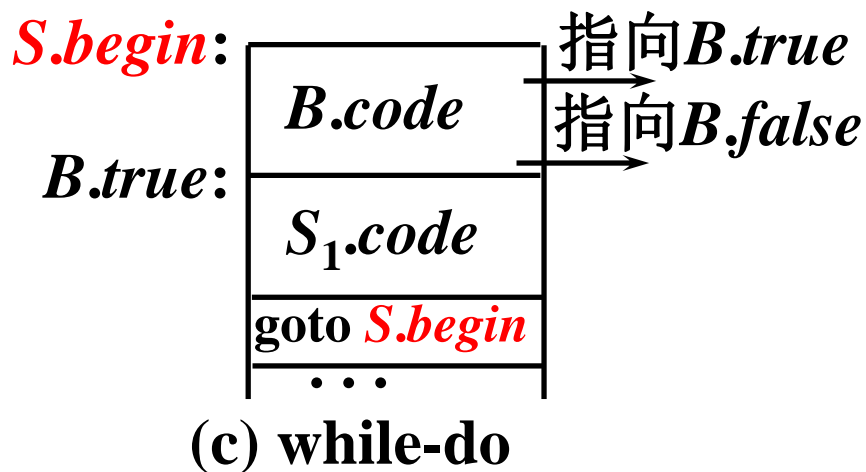 S.begin:
指向B.true
B.code
指向B.false
B.true:
S₁.code
goto S.begin
...
(c) while-do